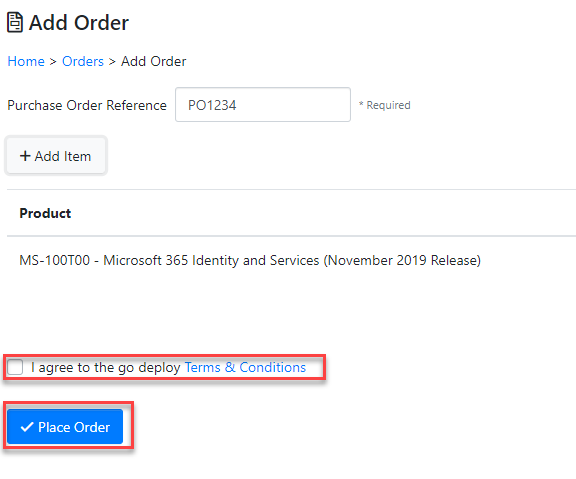 Add Order
Home > Orders > Add Order
Purchase Order Reference PO1234 * Required
+ Add Item
Product
MS-100T00 - Microsoft 365 Identity and Services (November 2019 Release)
I agree to the go deploy Terms & Conditions
Place Order